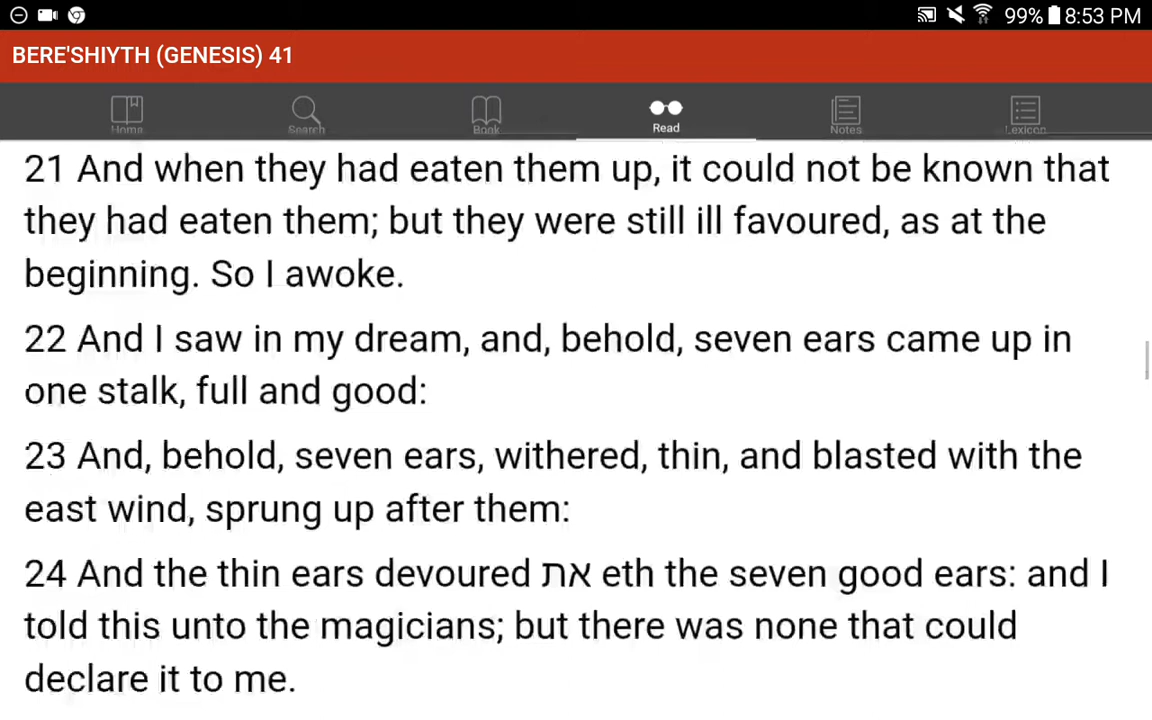 99% 8:53 PM
BERE'SHIYTH (GENESIS) 41
Home Search Book Read Notes Lexicon
21 And when they had eaten them up, it could not be known that
they had eaten them; but they were still ill favoured, as at the
beginning. So I awoke.
22 And I saw in my dream, and, behold, seven ears came up in
one stalk, full and good:
23 And, behold, seven ears, withered, thin, and blasted with the
east wind, sprung up after them:
24 And the thin ears devoured את eth the seven good ears: and I
told this unto the magicians; but there was none that could
declare it to me.